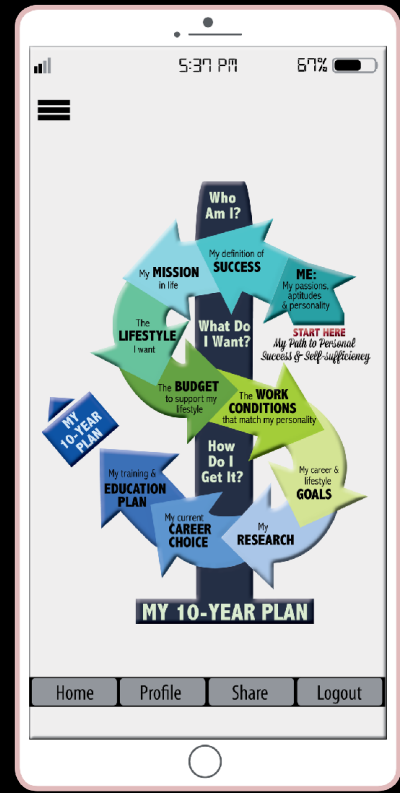 5:37 PM
67%
Who
Am I?
My definition of
SUCCESS
My MISSION
in life
ME:
My passions,
aptitudes
& personality
START HERE
My Path to Personal
Success & Self-sufficiency
The
LIFESTYLE
I want
What Do
I Want?
The BUDGET
to support my
lifestyle
The WORK
CONDITIONS
that match my personality
MY
10-YEAR
PLAN
How
Do I
Get It?
My career &
lifestyle
GOALS
My training &
EDUCATION
PLAN
My current
CAREER
CHOICE
My
RESEARCH
MY 10-YEAR PLAN
Home
Profile
Share
Logout